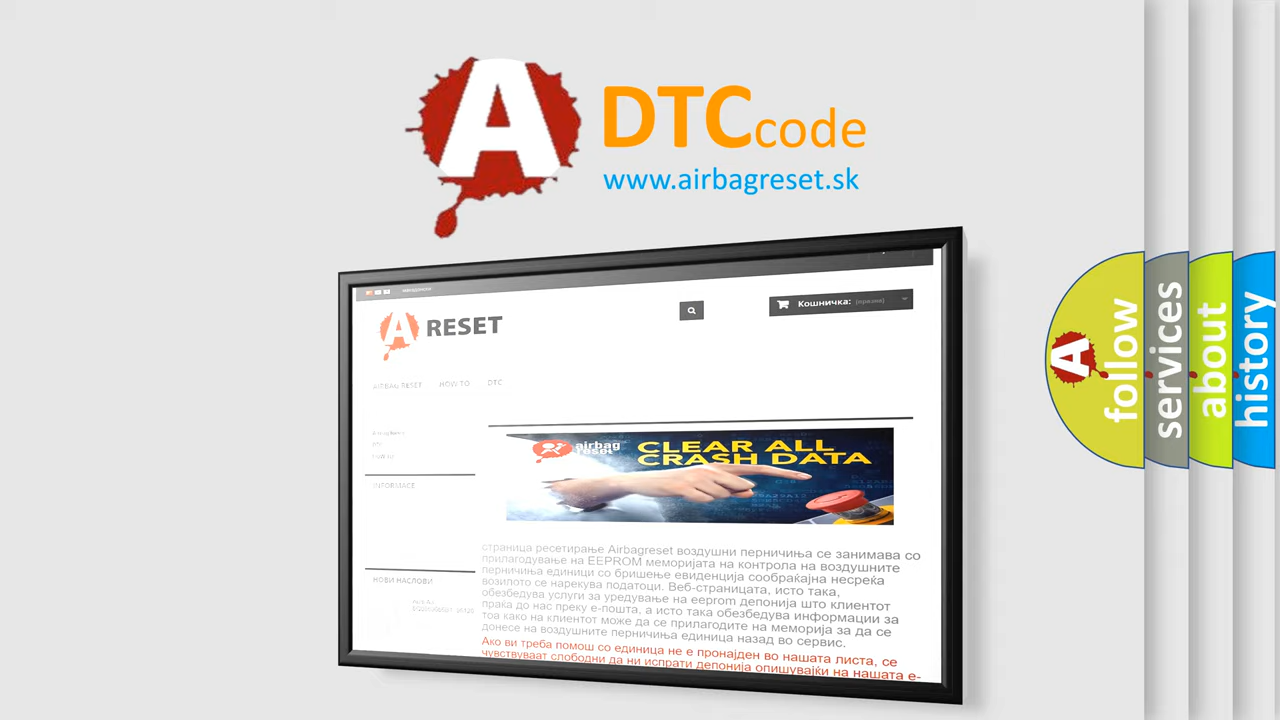 A DTC code
www.airbagreset.sk
Кошничка: (празна)
A RESET
AIRBAG RESET HOW TO DTC
airbag
reset
CLEAR ALL
CRASH DATA
INFORMACE
страница ресетирање Airbagreset воздушни перничиња се занимава со
прилагодување на EEPROM меморијата на контрола на воздушните
перничиња единици со бришење евиденција сообраќајна несреќа
возилото се нарекува податоци. Веб-страницата, исто така,
обезбедува услуги за уредување на eeprom депонија што клиентот
праќа до нас преку е-пошта, а исто така обезбедува информации за
тоа како на клиентот може да се прилагодите на меморија за да се
донесе на воздушните перничиња единица назад во сервис.
Ако ви треба помош со единица не е пронајден во нашата листа, се
чувствуваат слободни да ни испрати депонија опишувајќи на нашата е-
НОВИ НАСЛОВИ
A
follow
services
about
history